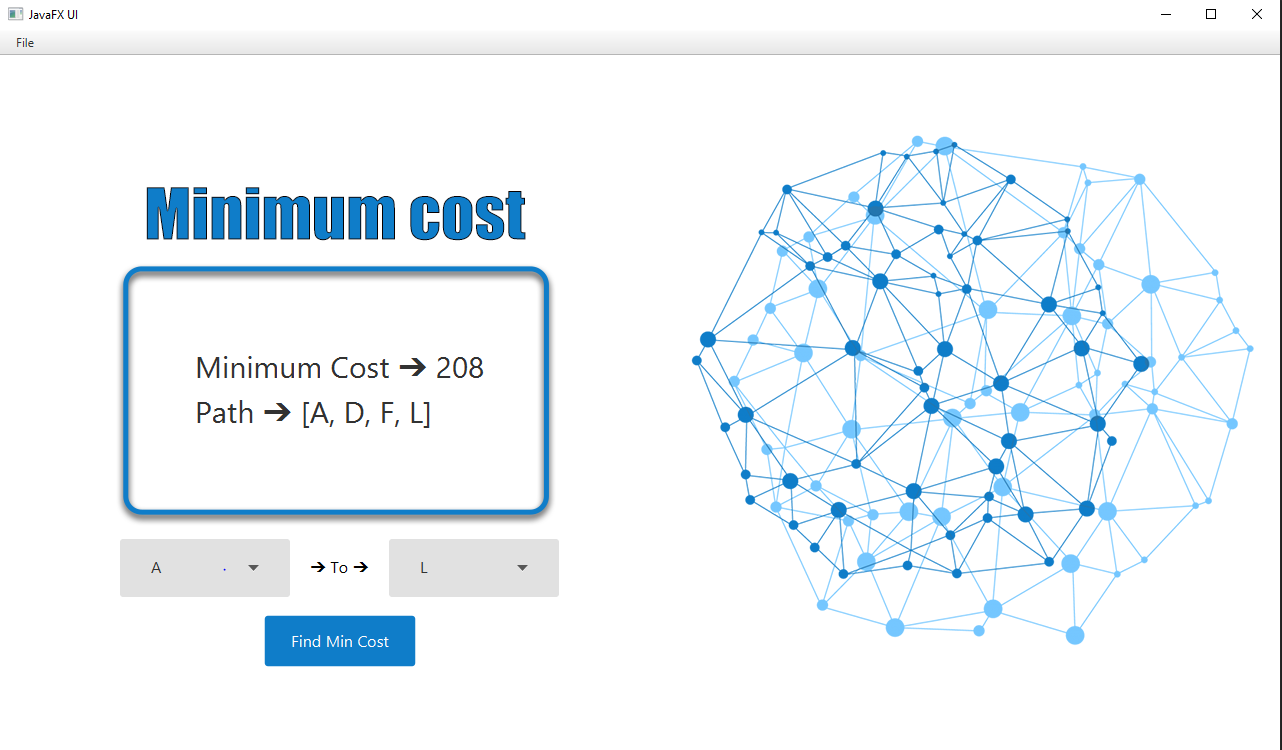 JavaFX UI
File
Minimum cost
Minimum Cost ➔ 208
Path ➔ [A, D, F, L]
A . ➔ To ➔ L
Find Min Cost